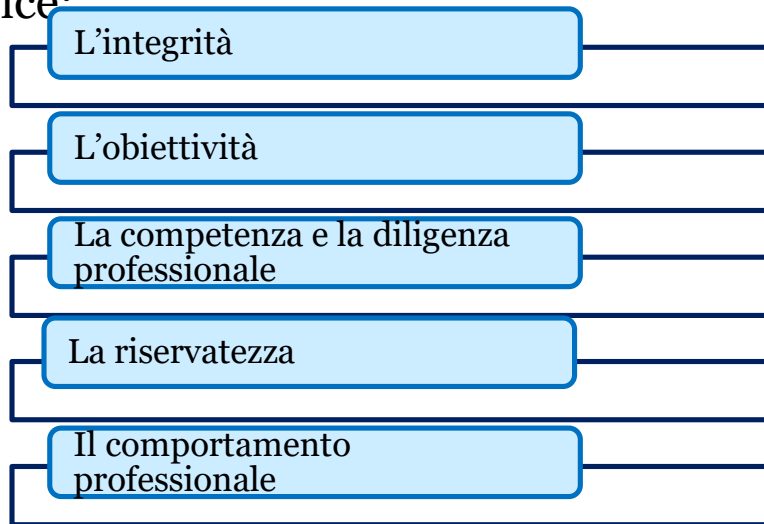 L’integrità
L’obiettività
La competenza e la diligenza
professionale
La riservatezza
Il comportamento
professionale